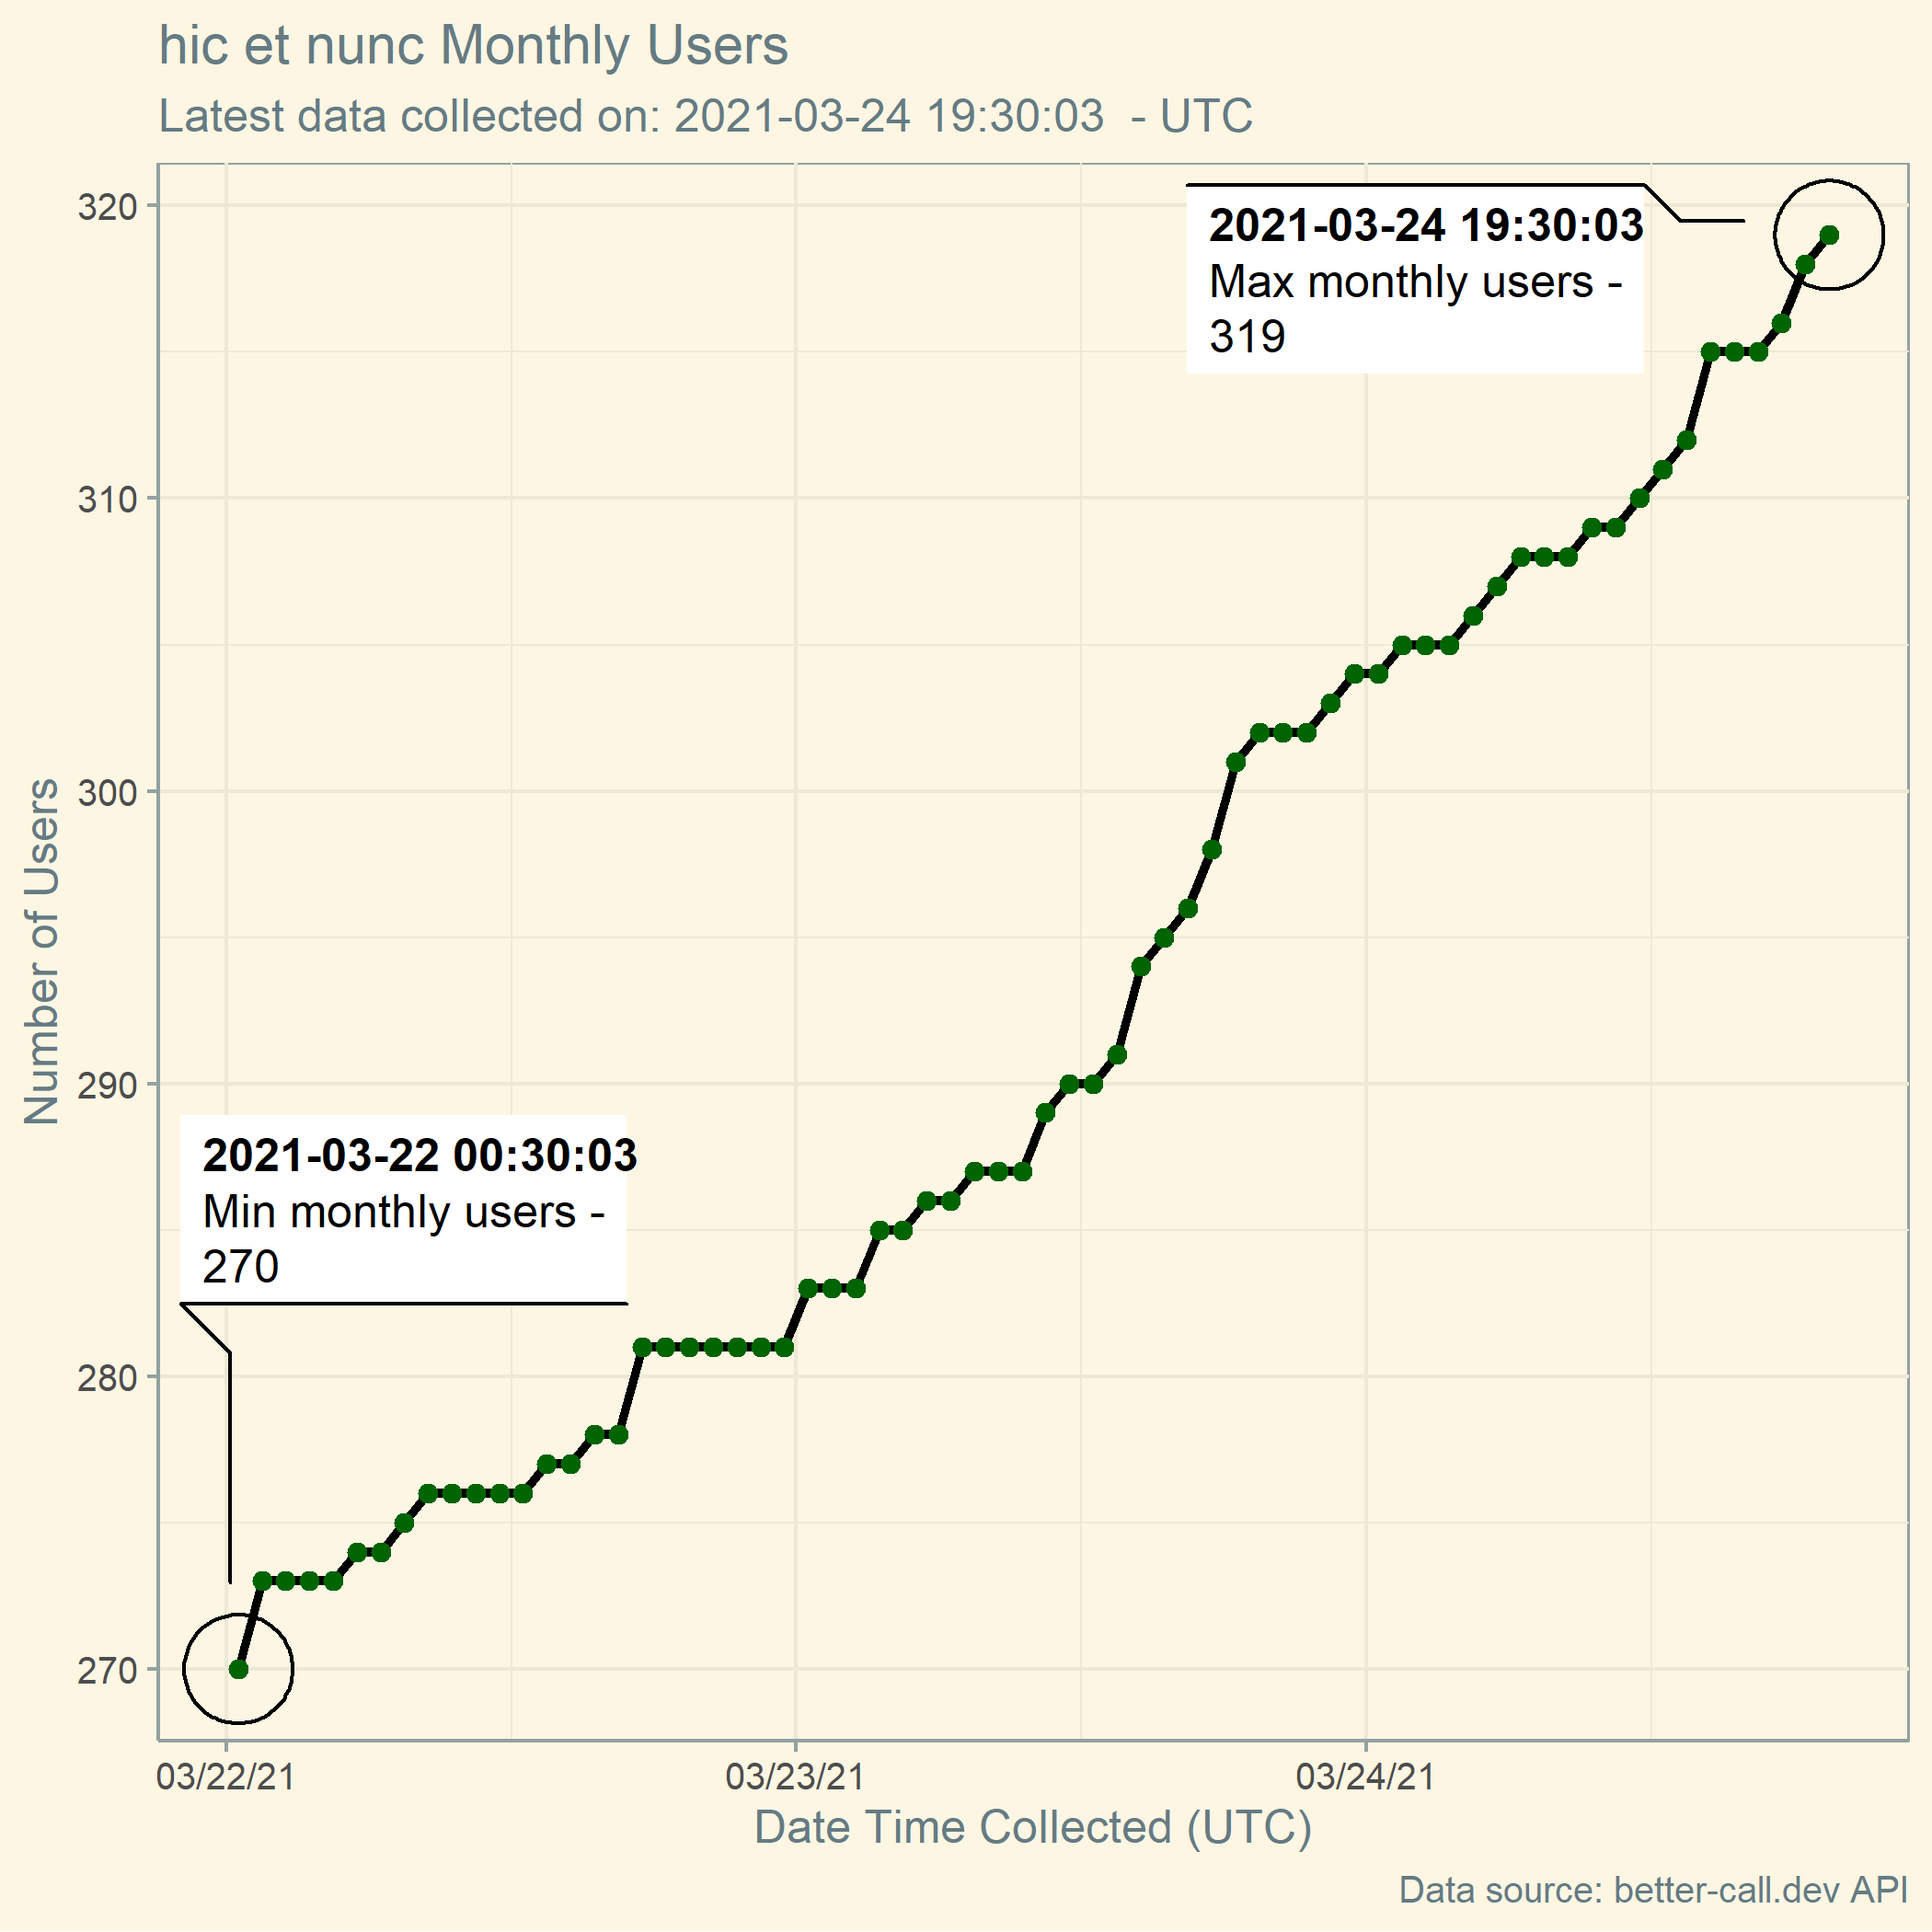 hic et nunc Monthly Users
Latest data collected on: 2021-03-24 19:30:03  - UTC
320
310
300
290
280
270
Number of Users
2021-03-24 19:30:03
Max monthly users -
319
2021-03-22 00:30:03
Min monthly users -
270
03/22/21
03/23/21
03/24/21
Date Time Collected (UTC)
Data source: better-call.dev API